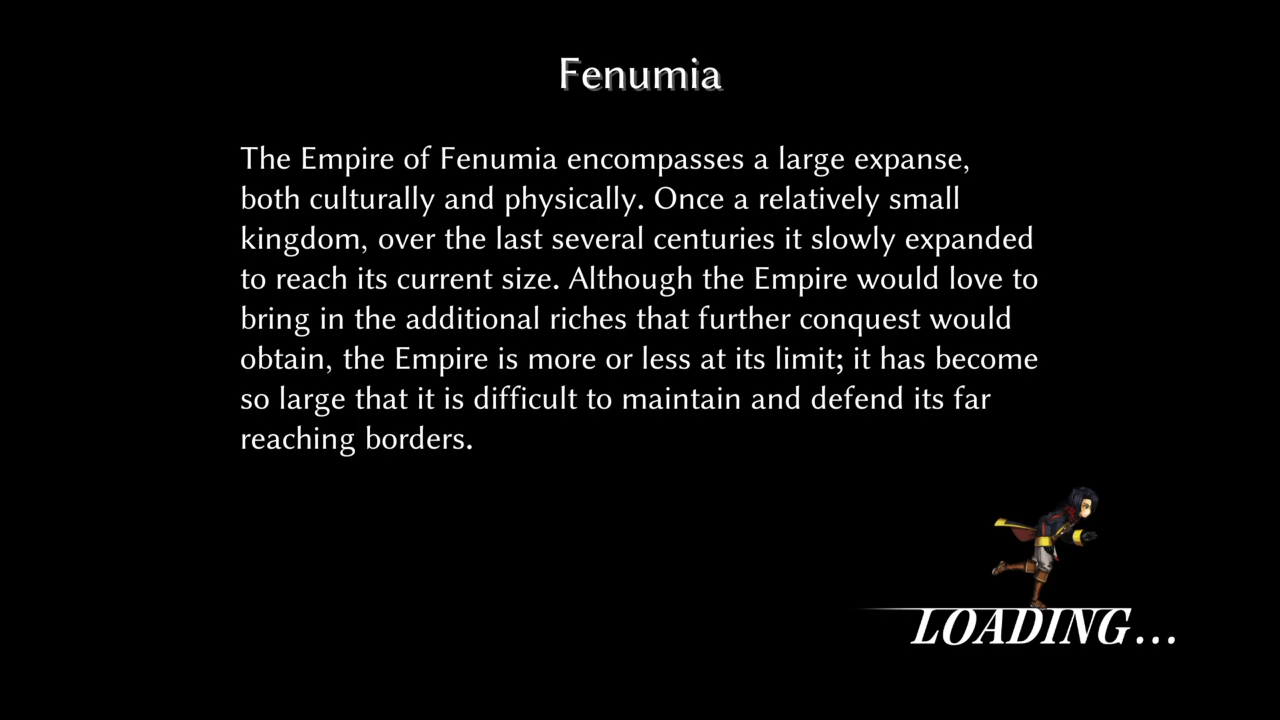 Fenumia
The Empire of Fenumia encompasses a large expanse,
both culturally and physically. Once a relatively small
kingdom, over the last several centuries it slowly expanded
to reach its current size. Although the Empire would love to
bring in the additional riches that further conquest would
obtain, the Empire is more or less at its limit; it has become
so large that it is difficult to maintain and defend its far
reaching borders.
LOADING...